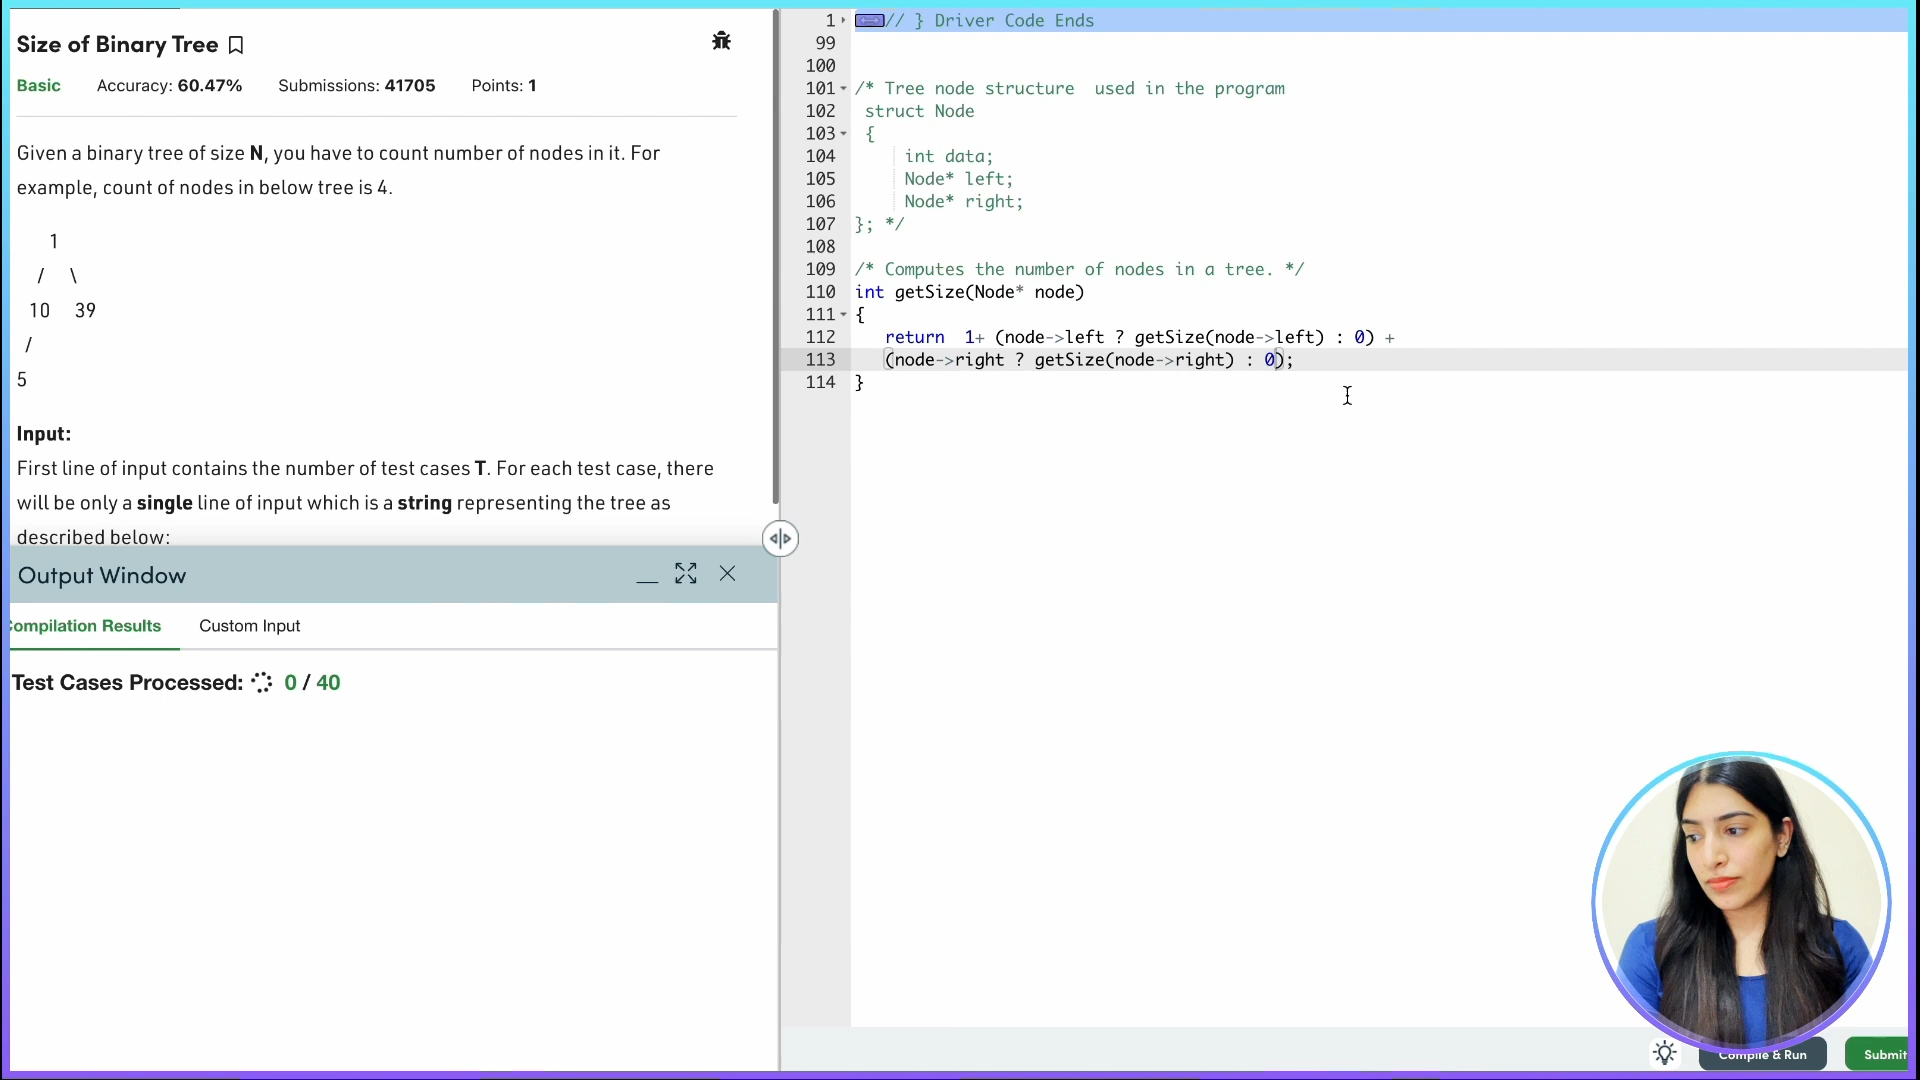 Size of Binary Tree
Basic Accuracy: 60.47% Submissions: 41705 Points: 1
Given a binary tree of size N, you have to count number of nodes in it. For
example, count of nodes in below tree is 4.
1
/ \
10 39
/
5
Input:
First line of input contains the number of test cases T. For each test case, there
will be only a single line of input which is a string representing the tree as
described below:
Output Window
ompilation Results Custom Input
Test Cases Processed: 0 / 40
1 // } Driver Code Ends
99
100
101 /* Tree node structure  used in the program
102 struct Node
103 {
104 int data;
105 Node* left;
106 Node* right;
107 }; */
108
109 /* Computes the number of nodes in a tree. */
110 int getSize(Node* node)
111 {
112 return  1+ (node->left ? getSize(node->left) : 0) +
113 (node->right ? getSize(node->right) : 0);
114 }
Compile & Run Submit